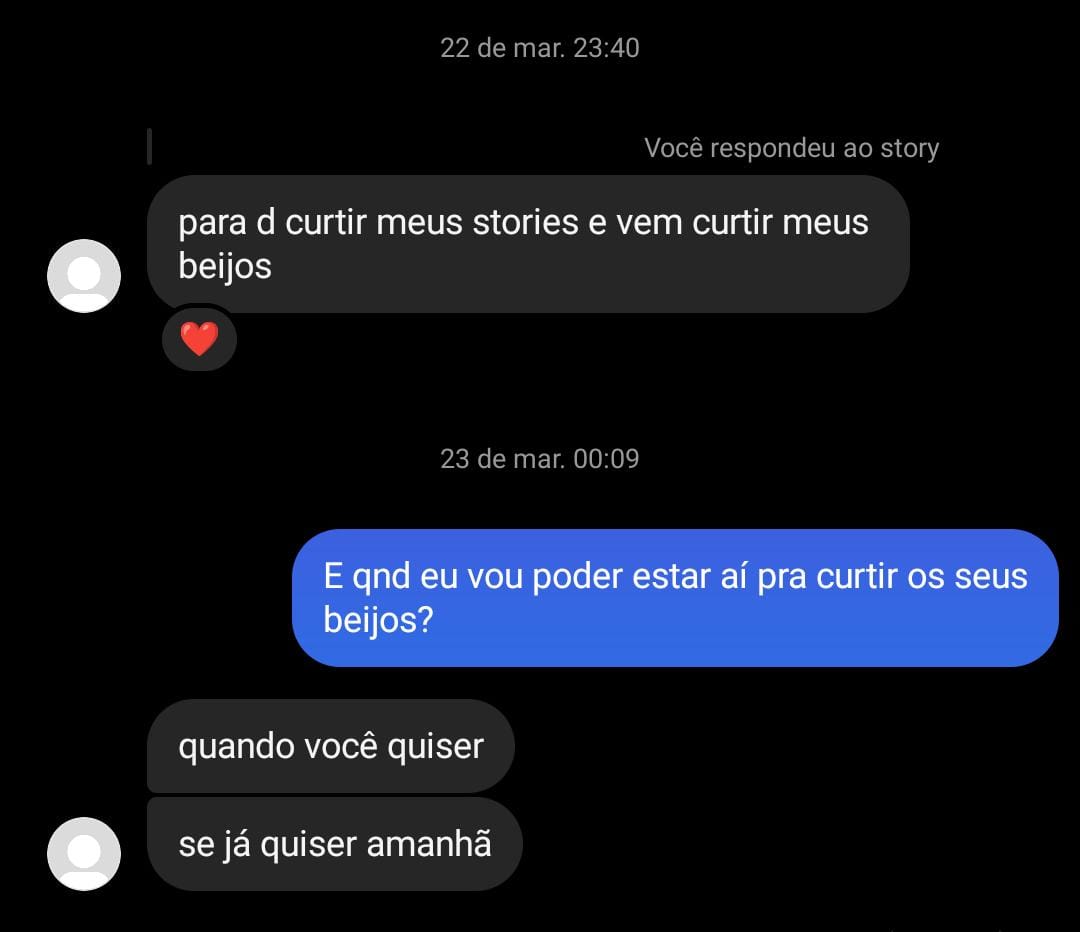 22 de mar. 23:40
Você respondeu ao story
para d curtir meus stories e vem curtir meus
beijos
23 de mar. 00:09
E qnd eu vou poder estar aí pra curtir os seus
beijos?
quando você quiser
se já quiser amanhã